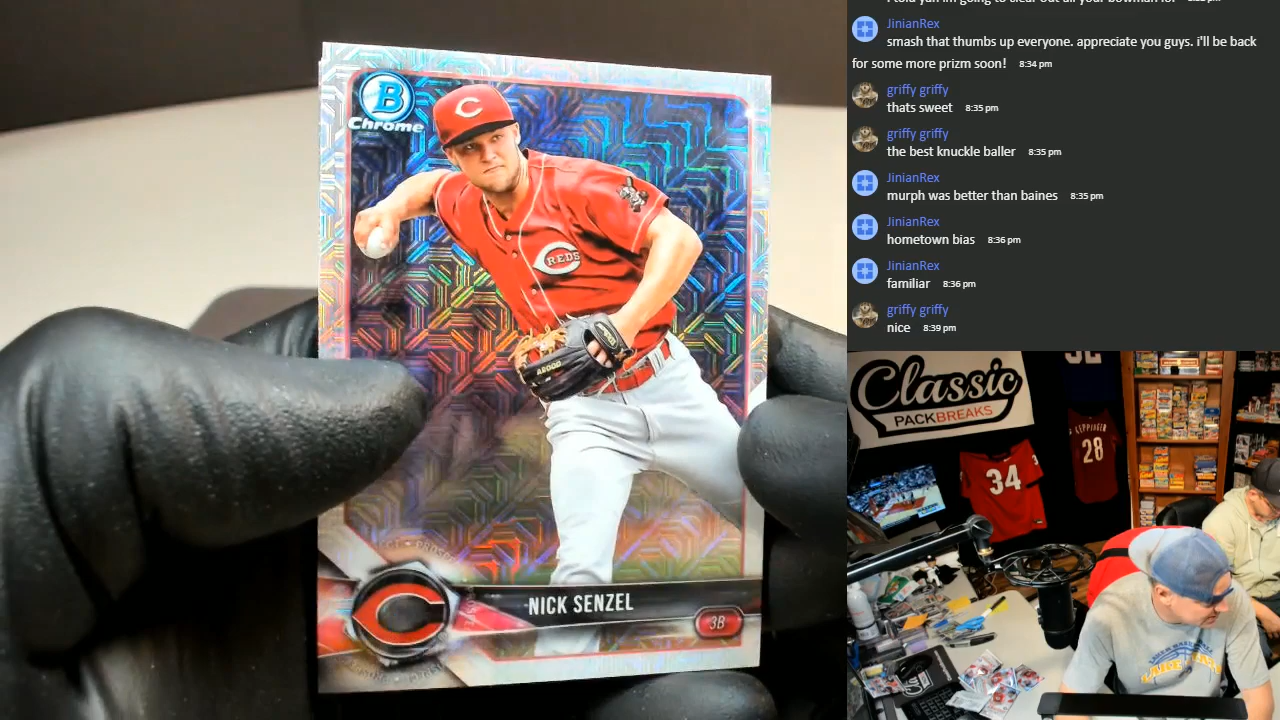 B
Chrome
C
REDS
A2000
NICK SENZEL
3B
JinianRex
smash that thumbs up everyone. appreciate you guys. i'll be back
for some more prizm soon! 8:34 pm
griffy griffy
thats sweet 8:35 pm
griffy griffy
the best knuckle baller 8:35 pm
JinianRex
murph was better than baines 8:35 pm
JinianRex
hometown bias 8:36 pm
JinianRex
familiar 8:36 pm
griffy griffy
nice 8:39 pm
Classic
PACKBREAKS
34
28